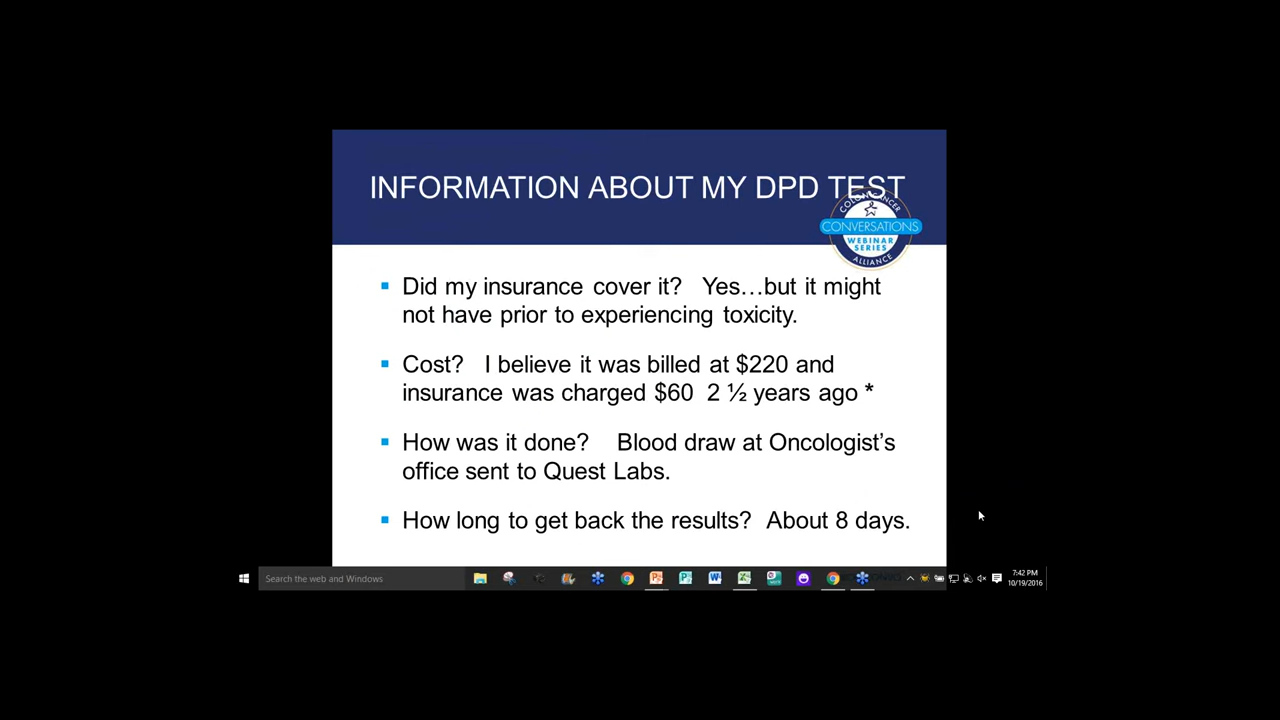 INFORMATION ABOUT MY DPD TEST
COLON CANCER
CONVERSATIONS
WEBINAR
SERIES
ALLIANCE
Did my insurance cover it? Yes…but it might
not have prior to experiencing toxicity.
Cost? I believe it was billed at $220 and
insurance was charged $60 2 ½ years ago *
How was it done? Blood draw at Oncologist’s
office sent to Quest Labs.
How long to get back the results? About 8 days.
Search the web and Windows
7:42 PM
10/19/2016